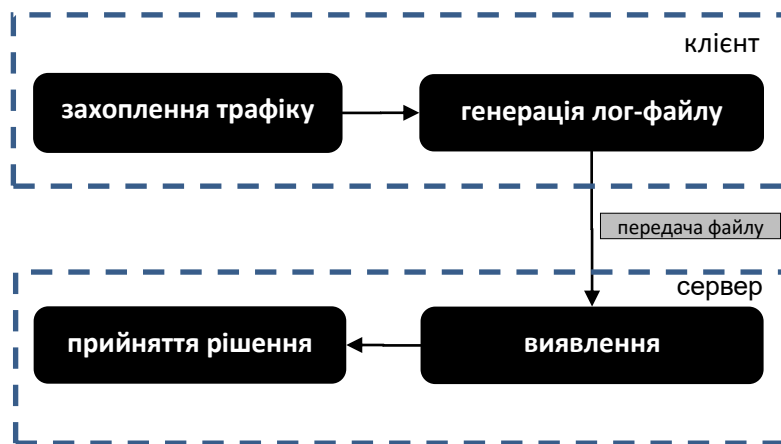 клієнт
захоплення трафіку
генерація лог-файлу
передача файлу
сервер
прийняття рішення
виявлення